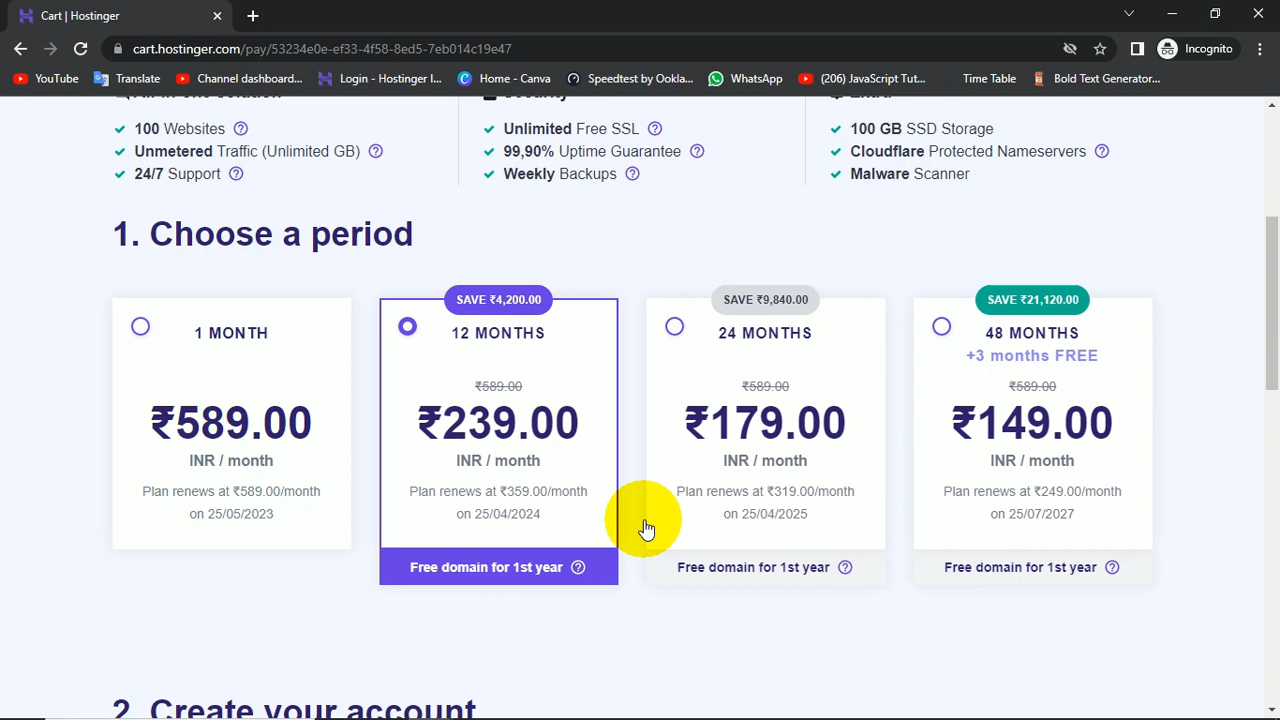 Cart | Hostinger
cart.hostinger.com/pay/53234e0e-ef33-4f58-8ed5-7eb014c19e47
Incognito
YouTube
Translate
Channel dashboard...
Login - Hostinger I...
Home - Canva
Speedtest by Ookla...
WhatsApp
(206) Javascript Tut...
Time Table
Bold Text Generator...
100 Websites
Unmetered Traffic (Unlimited GB)
24/7 Support
Security
Unlimited Free SSL
99,90% Uptime Guarantee
Weekly Backups
100 GB SSD Storage
Cloudflare Protected Nameservers
Malware Scanner
1. Choose a period
1 MONTH
₹589.00
INR / month
Plan renews at ₹589.00/month
on 25/05/2023
SAVE ₹4,200.00
12 MONTHS
₹589.00
₹239.00
INR / month
Plan renews at ₹359.00/month
on 25/04/2024
Free domain for 1st year
SAVE ₹9,840.00
24 MONTHS
₹589.00
₹179.00
INR / month
Plan renews at ₹319.00/month
on 25/04/2025
Free domain for 1st year
SAVE ₹21,120.00
48 MONTHS
+3 months FREE
₹589.00
₹149.00
INR / month
Plan renews at ₹249.00/month
on 25/07/2027
Free domain for 1st year
2. Create your account